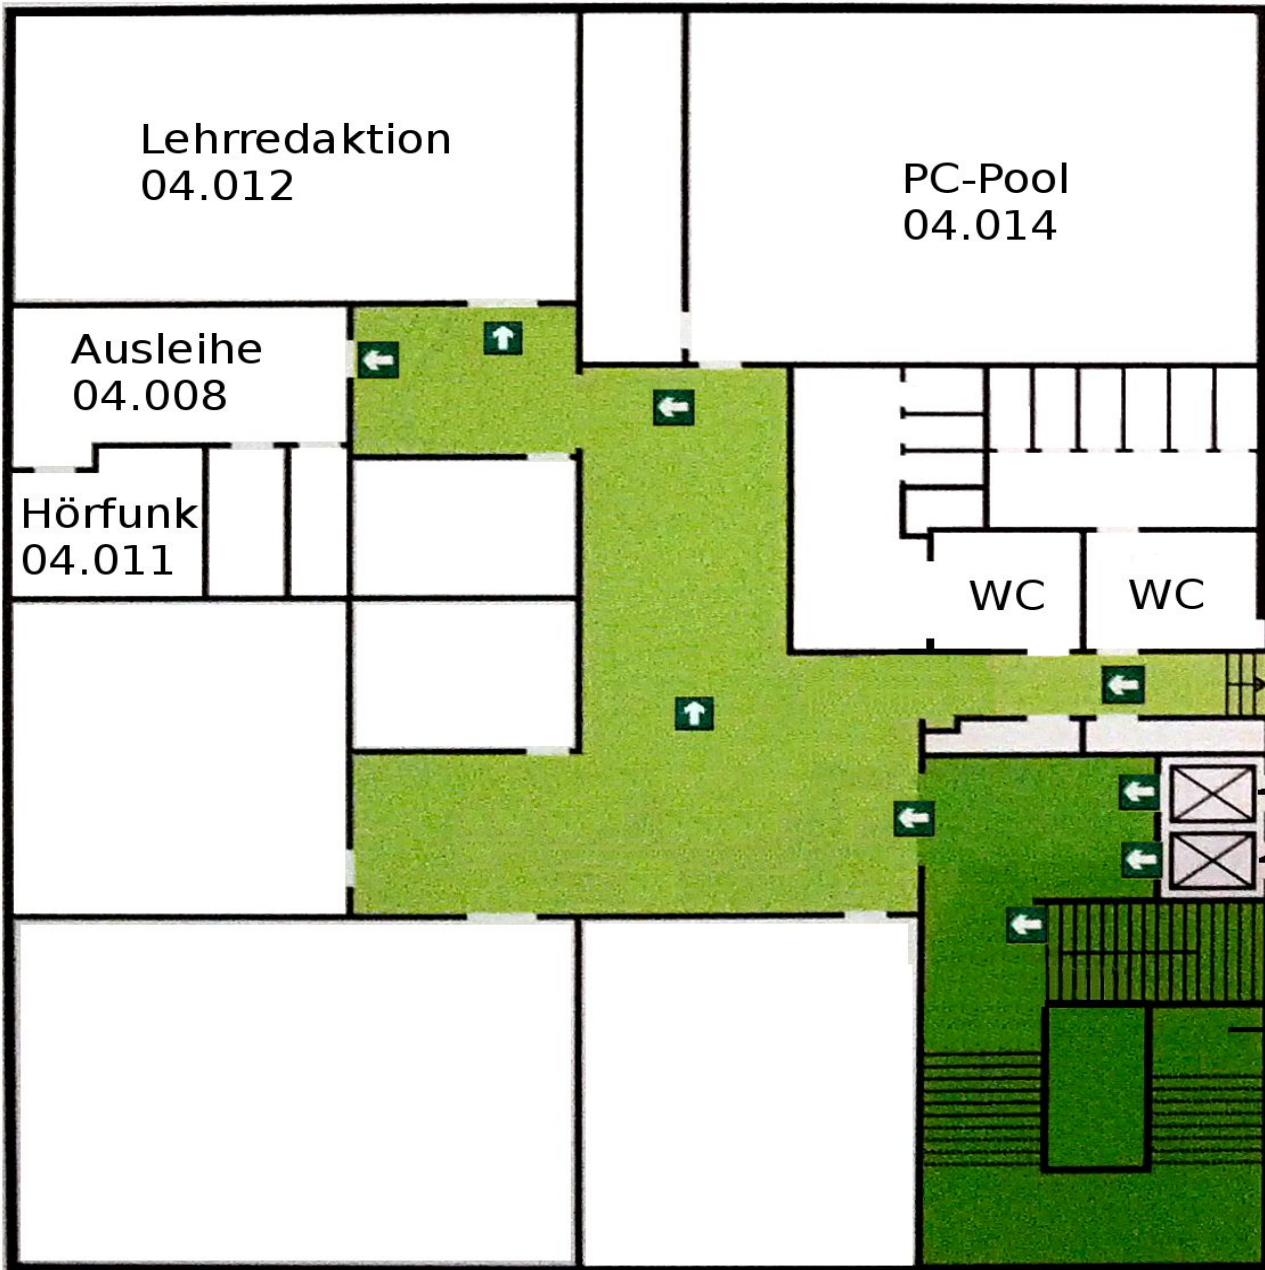 Lehrredaktion
04.012
PC-Pool
04.014
Ausleihe
04.008
Hörfunk
04.011
WC
WC